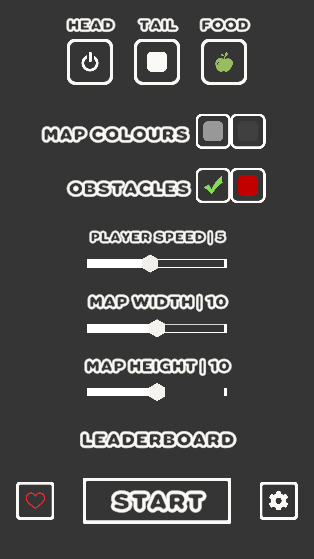 HEAD TAIL FOOD
MAP COLOURS
OBSTACLES
PLAYER SPEED | 5
MAP WIDTH | 10
MAP HEIGHT | 10
LEADERBOARD
START